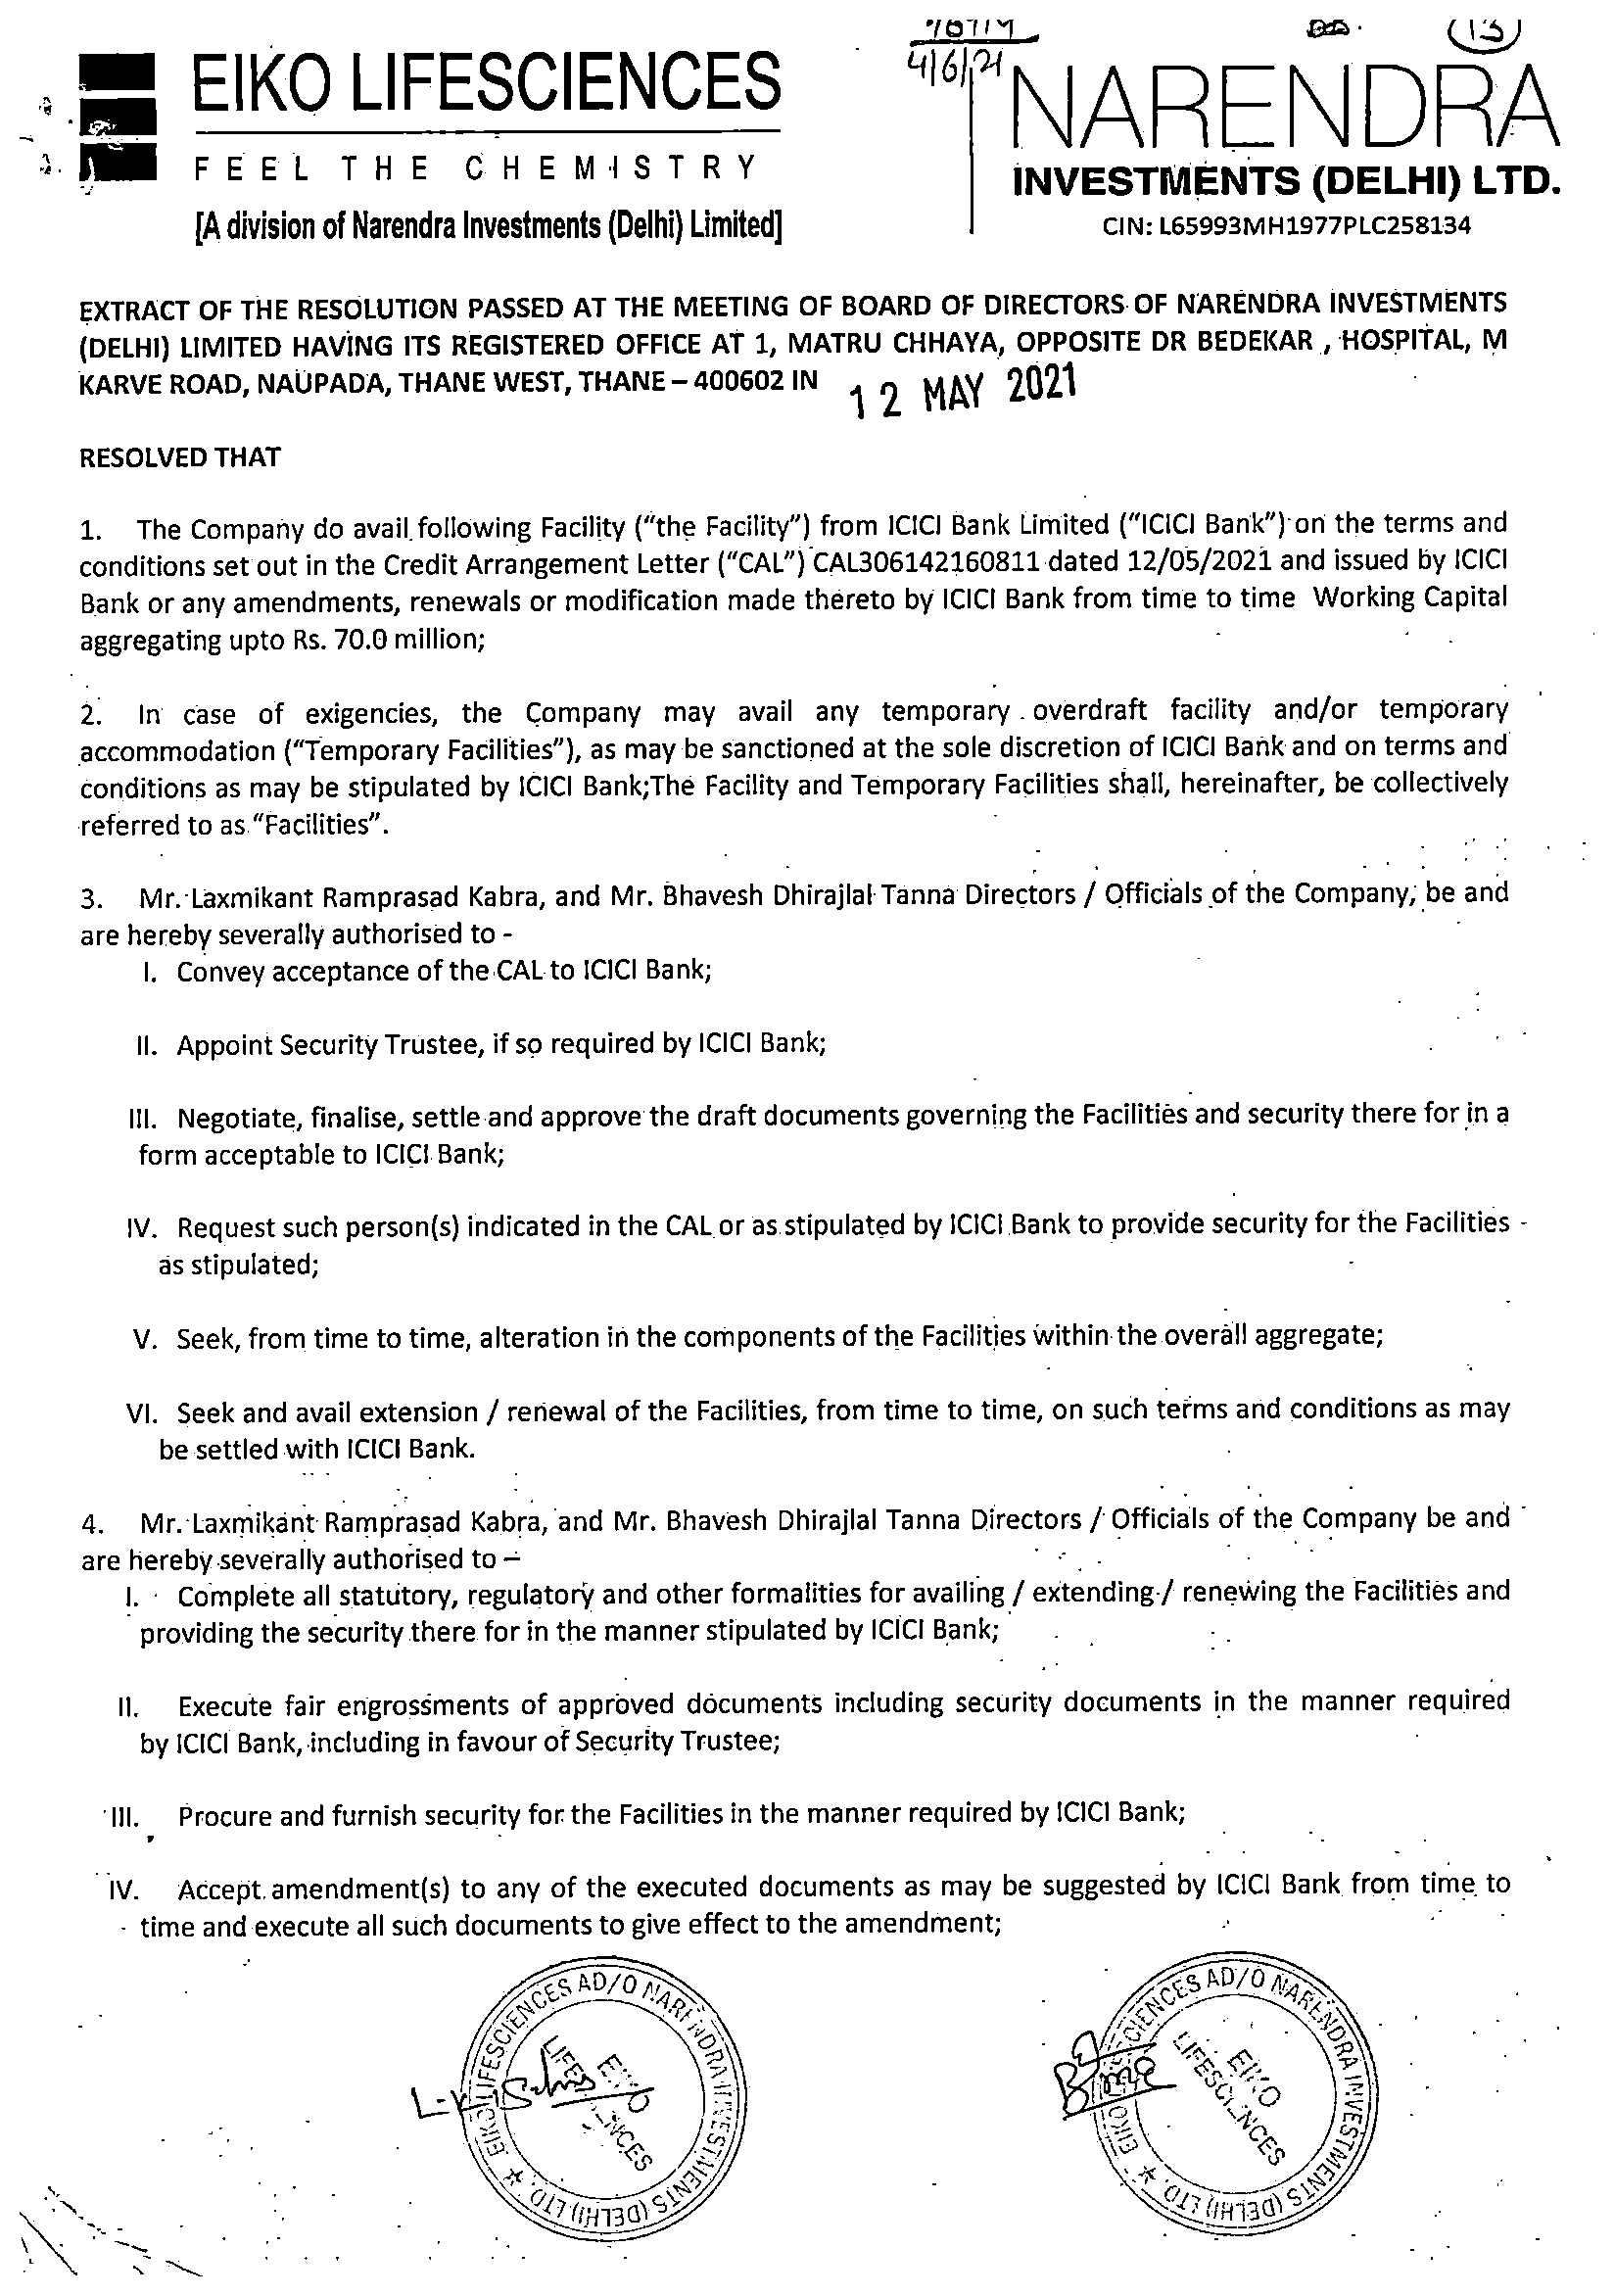 4/6/21
13
EIKO LIFESCIENCES
FEEL THE CHEMISTRY
[A division of Narendra Investments (Delhi) Limited]
NARENDRA
INVESTMENTS (DELHI) LTD.
CIN: L65993MH1977PLC258134
EXTRACT OF THE RESOLUTION PASSED AT THE MEETING OF BOARD OF DIRECTORS OF NARENDRA INVESTMENTS
(DELHI) LIMITED HAVING ITS REGISTERED OFFICE AT 1, MATRU CHHAYA, OPPOSITE DR BEDEKAR , HOSPITAL, M
KARVE ROAD, NAUPADA, THANE WEST, THANE – 400602 IN 12 MAY 2021
RESOLVED THAT
1. The Company do avail following Facility ("the Facility") from ICICI Bank Limited ("ICICI Bank") on the terms and
conditions set out in the Credit Arrangement Letter ("CAL") CAL306142160811 dated 12/05/2021 and issued by ICICI
Bank or any amendments, renewals or modification made thereto by ICICI Bank from time to time Working Capital
aggregating upto Rs. 70.0 million;
2. In case of exigencies, the Company may avail any temporary overdraft facility and/or temporary
accommodation ("Temporary Facilities"), as may be sanctioned at the sole discretion of ICICI Bank and on terms and
conditions as may be stipulated by ICICI Bank;The Facility and Temporary Facilities shall, hereinafter, be collectively
referred to as "Facilities".
3. Mr. Laxmikant Ramprasad Kabra, and Mr. Bhavesh Dhirajlal Tanna Directors / Officials of the Company, be and
are hereby severally authorised to -
I. Convey acceptance of the CAL to ICICI Bank;
II. Appoint Security Trustee, if so required by ICICI Bank;
III. Negotiate, finalise, settle and approve the draft documents governing the Facilities and security there for in a
form acceptable to ICICI Bank;
IV. Request such person(s) indicated in the CAL or as stipulated by ICICI Bank to provide security for the Facilities
as stipulated;
V. Seek, from time to time, alteration in the components of the Facilities within the overall aggregate;
VI. Seek and avail extension / renewal of the Facilities, from time to time, on such terms and conditions as may
be settled with ICICI Bank.
4. Mr. Laxmikant Ramprasad Kabra, and Mr. Bhavesh Dhirajlal Tanna Directors / Officials of the Company be and
are hereby severally authorised to –
I. Complete all statutory, regulatory and other formalities for availing / extending / renewing the Facilities and
providing the security there for in the manner stipulated by ICICI Bank;
II. Execute fair engrossments of approved documents including security documents in the manner required
by ICICI Bank, including in favour of Security Trustee;
III. Procure and furnish security for the Facilities in the manner required by ICICI Bank;
IV. Accept amendment(s) to any of the executed documents as may be suggested by ICICI Bank from time to
time and execute all such documents to give effect to the amendment;
EIKO LIFESCIENCES AD/O NARENDRA INVESTMENTS (DELHI) LTD. ★
EIKO
LIFESCIENCES
EIKO LIFESCIENCES AD/O NARENDRA INVESTMENTS (DELHI) LTD. ★
EIKO
LIFESCIENCES